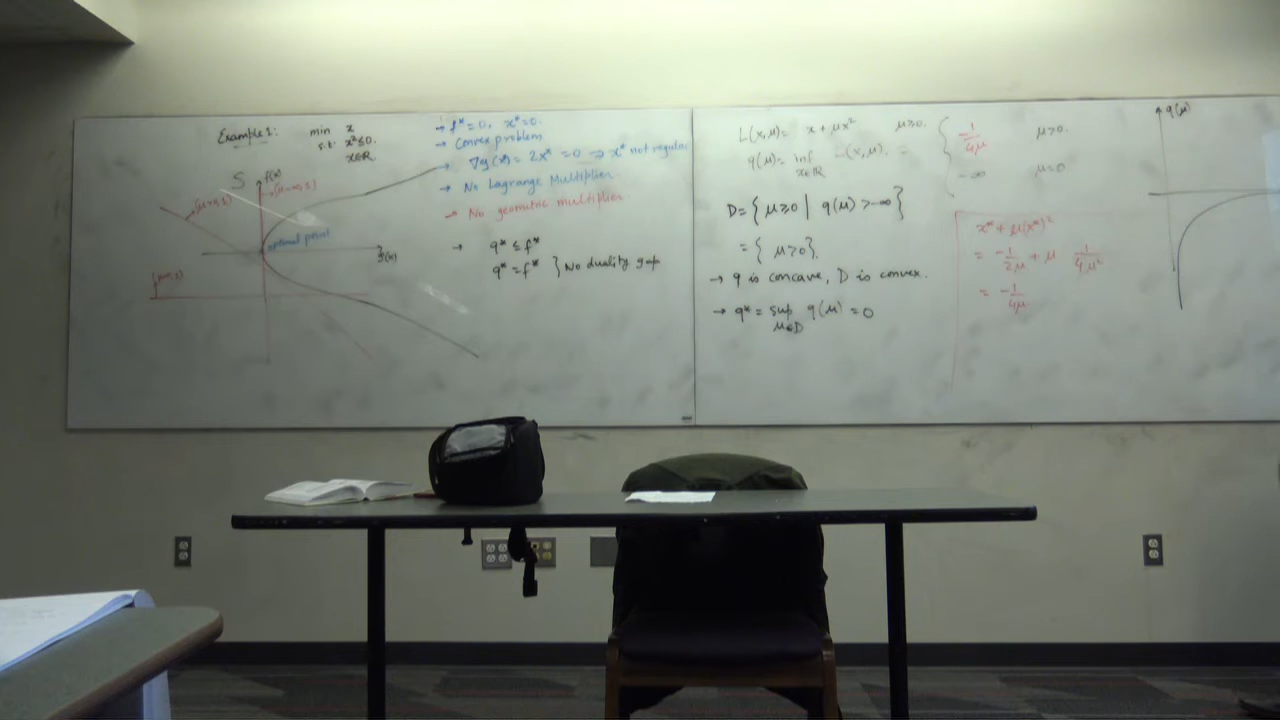 Example 1: min x
s.t. x² ≤ 0.
x ∈ ℝ
S
f(x)
g(x).
optimal point
→ f* = 0, x* = 0.
→ Convex problem
→ ∇g(x*) = 2x* = 0 → x* not regular
→ No Lagrange Multiplier
→ No geometric multiplier
→ q* ≤ f*
q* = f* } No duality gap
L(x,μ) = x + μx² μ ≥ 0.
q(μ) = inf L(x,μ). = { -1/4μ μ > 0.
x ∈ ℝ
-∞ μ = 0
D = { μ ≥ 0 | q(μ) > -∞ }
= { μ > 0 }.
→ q is concave, D is convex.
→ q* = sup q(μ) = 0
μ ∈ D
x* + μ(x*)²
= -1/2μ + μ 1/4μ²
= -1/4μ
q(μ)